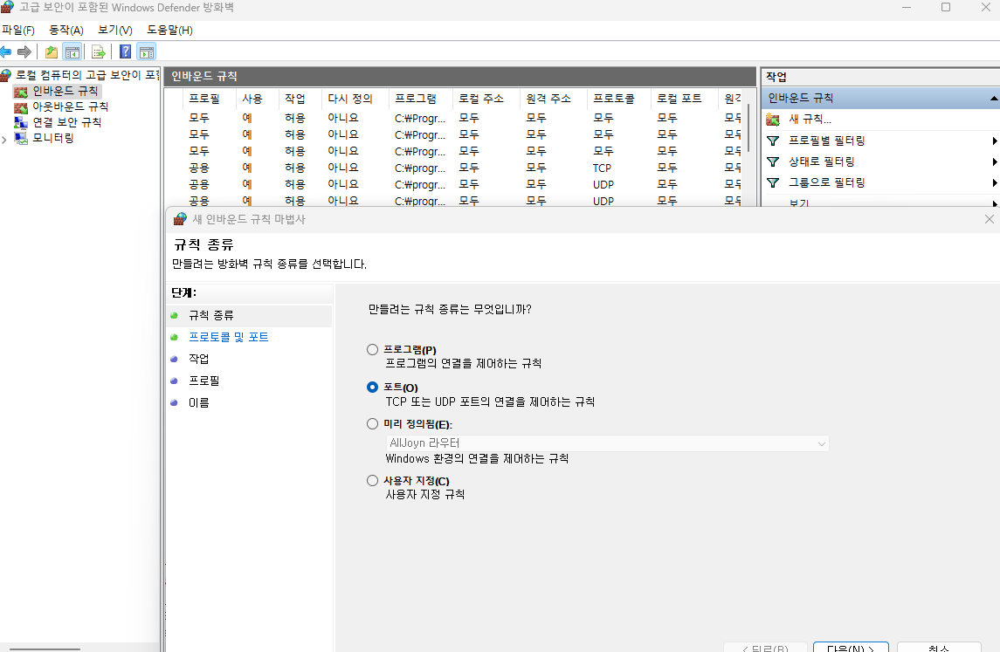 고급 보안이 포함된 Windows Defender 방화벽
파일(F) 동작(A) 보기(V) 도움말(H)
로컬 컴퓨터의 고급 보안이 포함
인바운드 규칙
아웃바운드 규칙
연결 보안 규칙
모니터링
인바운드 규칙
프로필 사용 작업 다시 정의 프로그램 로컬 주소 원격 주소 프로토콜 로컬 포트 원격
모두 예 허용 아니요 C:₩Progr... 모두 모두 모두 모두 모두
모두 예 허용 아니요 C:₩Progr... 모두 모두 모두 모두 모두
모두 예 허용 아니요 C:₩Progr... 모두 모두 모두 모두 모두
공용 예 허용 아니요 C:₩progr... 모두 모두 TCP 모두 모두
공용 예 허용 아니요 C:₩progr... 모두 모두 UDP 모두 모두
공용 예 허용 아니요 C:₩progr... 모두 모두 UDP 모두 모두
작업
인바운드 규칙
새 규칙...
프로필별 필터링
상태로 필터링
그룹으로 필터링
보기
새 인바운드 규칙 마법사
규칙 종류
만들려는 방화벽 규칙 종류를 선택합니다.
단계:
규칙 종류
프로토콜 및 포트
작업
프로필
이름
만들려는 규칙 종류는 무엇입니까?
프로그램(P)
프로그램의 연결을 제어하는 규칙
포트(O)
TCP 또는 UDP 포트의 연결을 제어하는 규칙
미리 정의됨(E):
AllJoyn 라우터
Windows 환경의 연결을 제어하는 규칙
사용자 지정(C)
사용자 지정 규칙
< 뒤로(B) 다음(N) > 취소